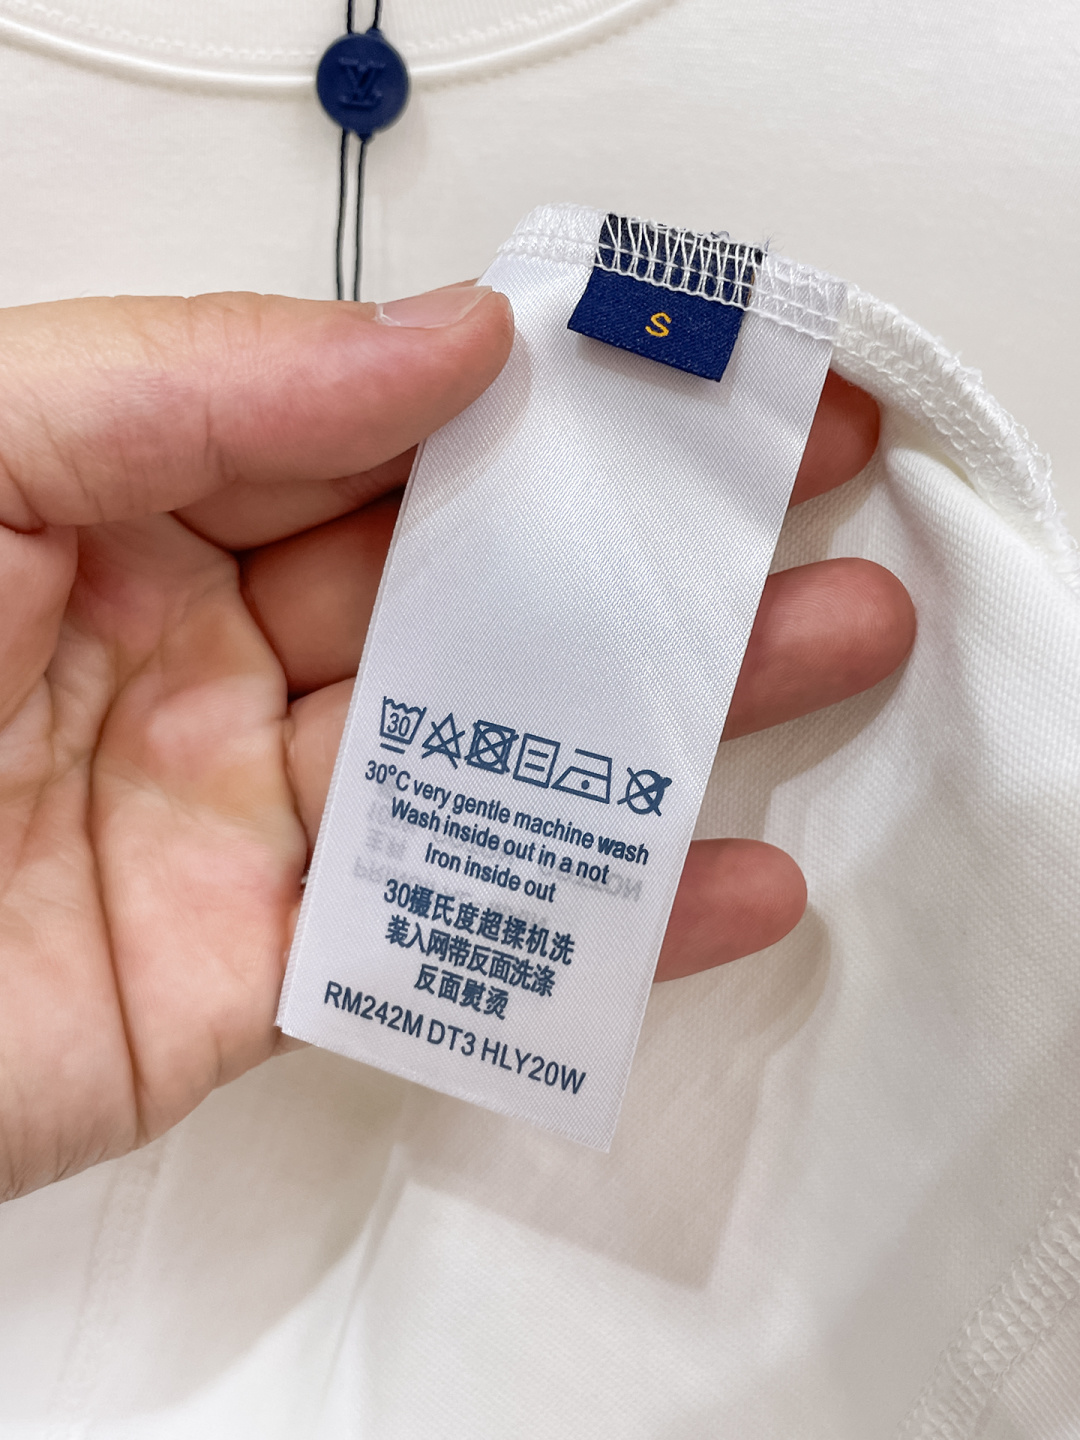 LV
S
30
30°C very gentle machine wash
Wash inside out in a not
Iron inside out
30摄氏度超揉机洗
装入网带反面洗涤
反面熨烫
RM242M DT3 HLY20W